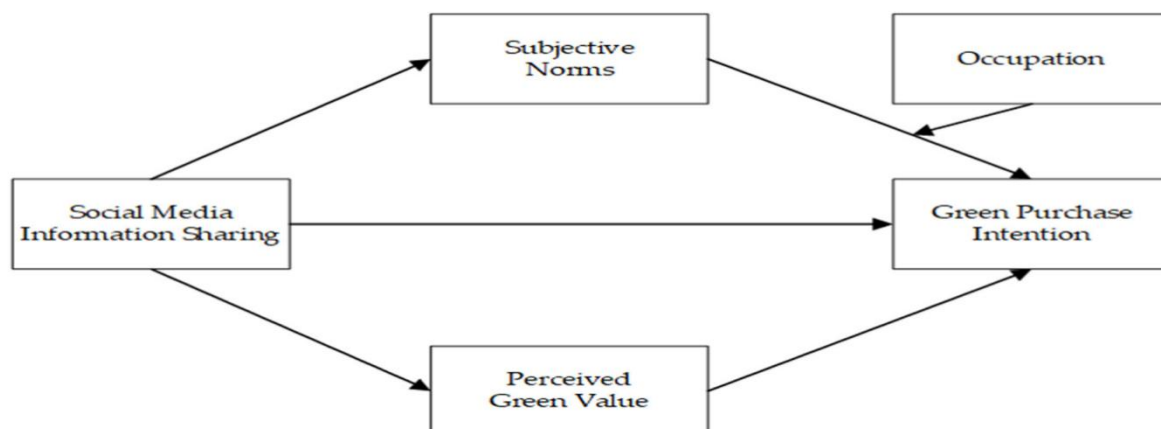 Subjective
Norms
Occupation
Social Media
Information Sharing
Green Purchase
Intention
Perceived
Green Value